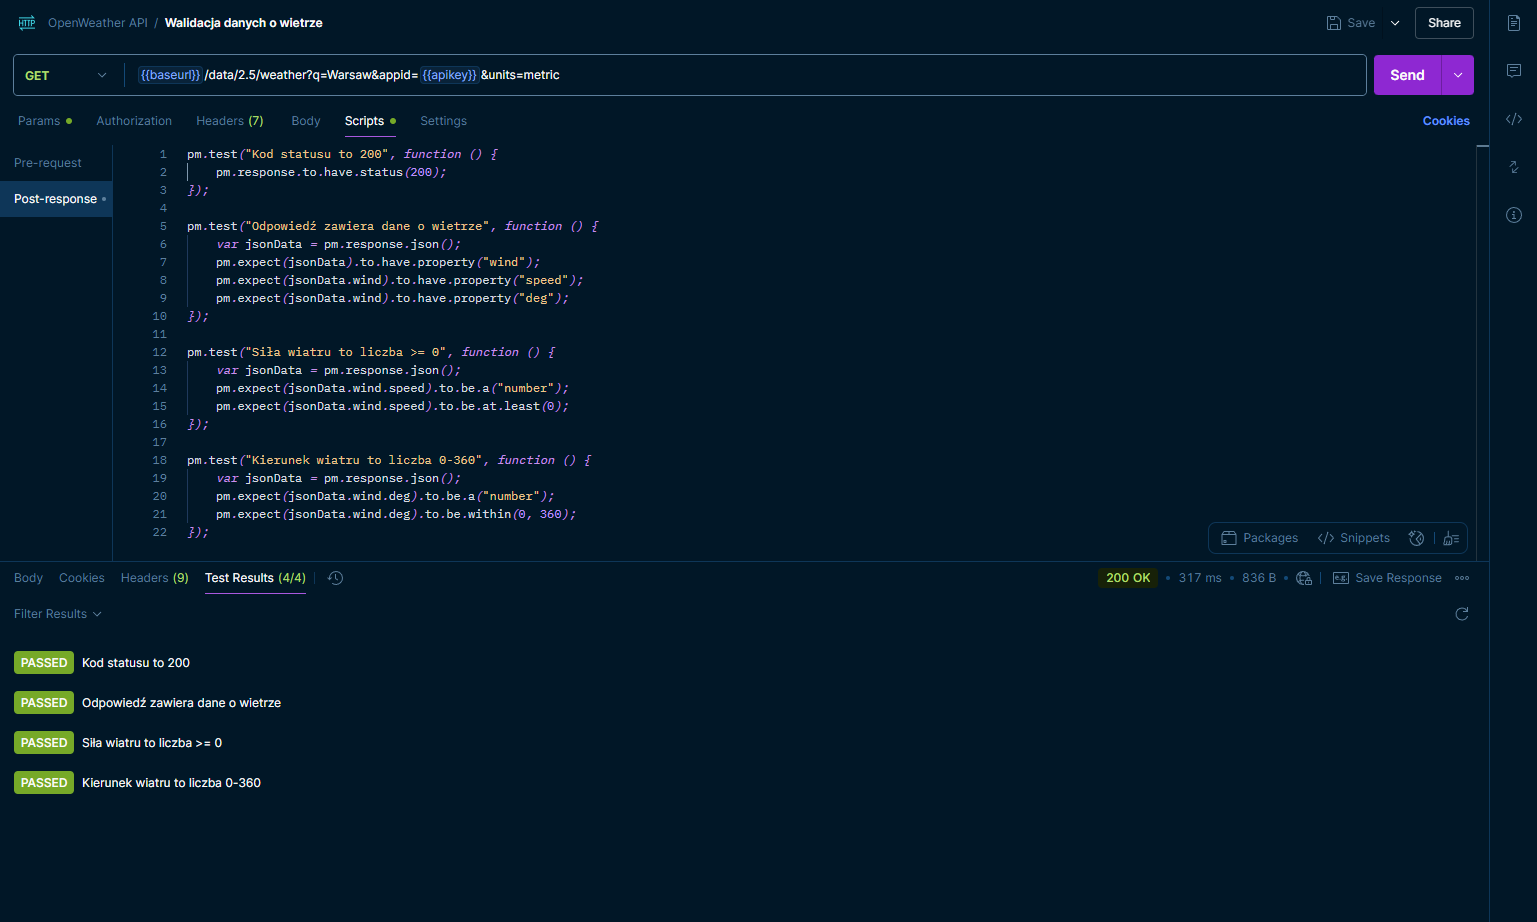 HTTP OpenWeather API / Walidacja danych o wietrze Save Share
GET {{baseurl}}/data/2.5/weather?q=Warsaw&appid={{apikey}}&units=metric Send
Params Authorization Headers (7) Body Scripts Settings Cookies
Pre-request
Post-response
1 pm.test("Kod statusu to 200", function () {
2 pm.response.to.have.status(200);
3 });
4
5 pm.test("Odpowiedź zawiera dane o wietrze", function () {
6 var jsonData = pm.response.json();
7 pm.expect(jsonData).to.have.property("wind");
8 pm.expect(jsonData.wind).to.have.property("speed");
9 pm.expect(jsonData.wind).to.have.property("deg");
10 });
11
12 pm.test("Siła wiatru to liczba >= 0", function () {
13 var jsonData = pm.response.json();
14 pm.expect(jsonData.wind.speed).to.be.a("number");
15 pm.expect(jsonData.wind.speed).to.be.at.least(0);
16 });
17
18 pm.test("Kierunek wiatru to liczba 0-360", function () {
19 var jsonData = pm.response.json();
20 pm.expect(jsonData.wind.deg).to.be.a("number");
21 pm.expect(jsonData.wind.deg).to.be.within(0, 360);
22 });
Packages </> Snippets
Body Cookies Headers (9) Test Results (4/4) 200 OK • 317 ms • 836 B • e.g. Save Response
Filter Results
PASSED Kod statusu to 200
PASSED Odpowiedź zawiera dane o wietrze
PASSED Siła wiatru to liczba >= 0
PASSED Kierunek wiatru to liczba 0-360